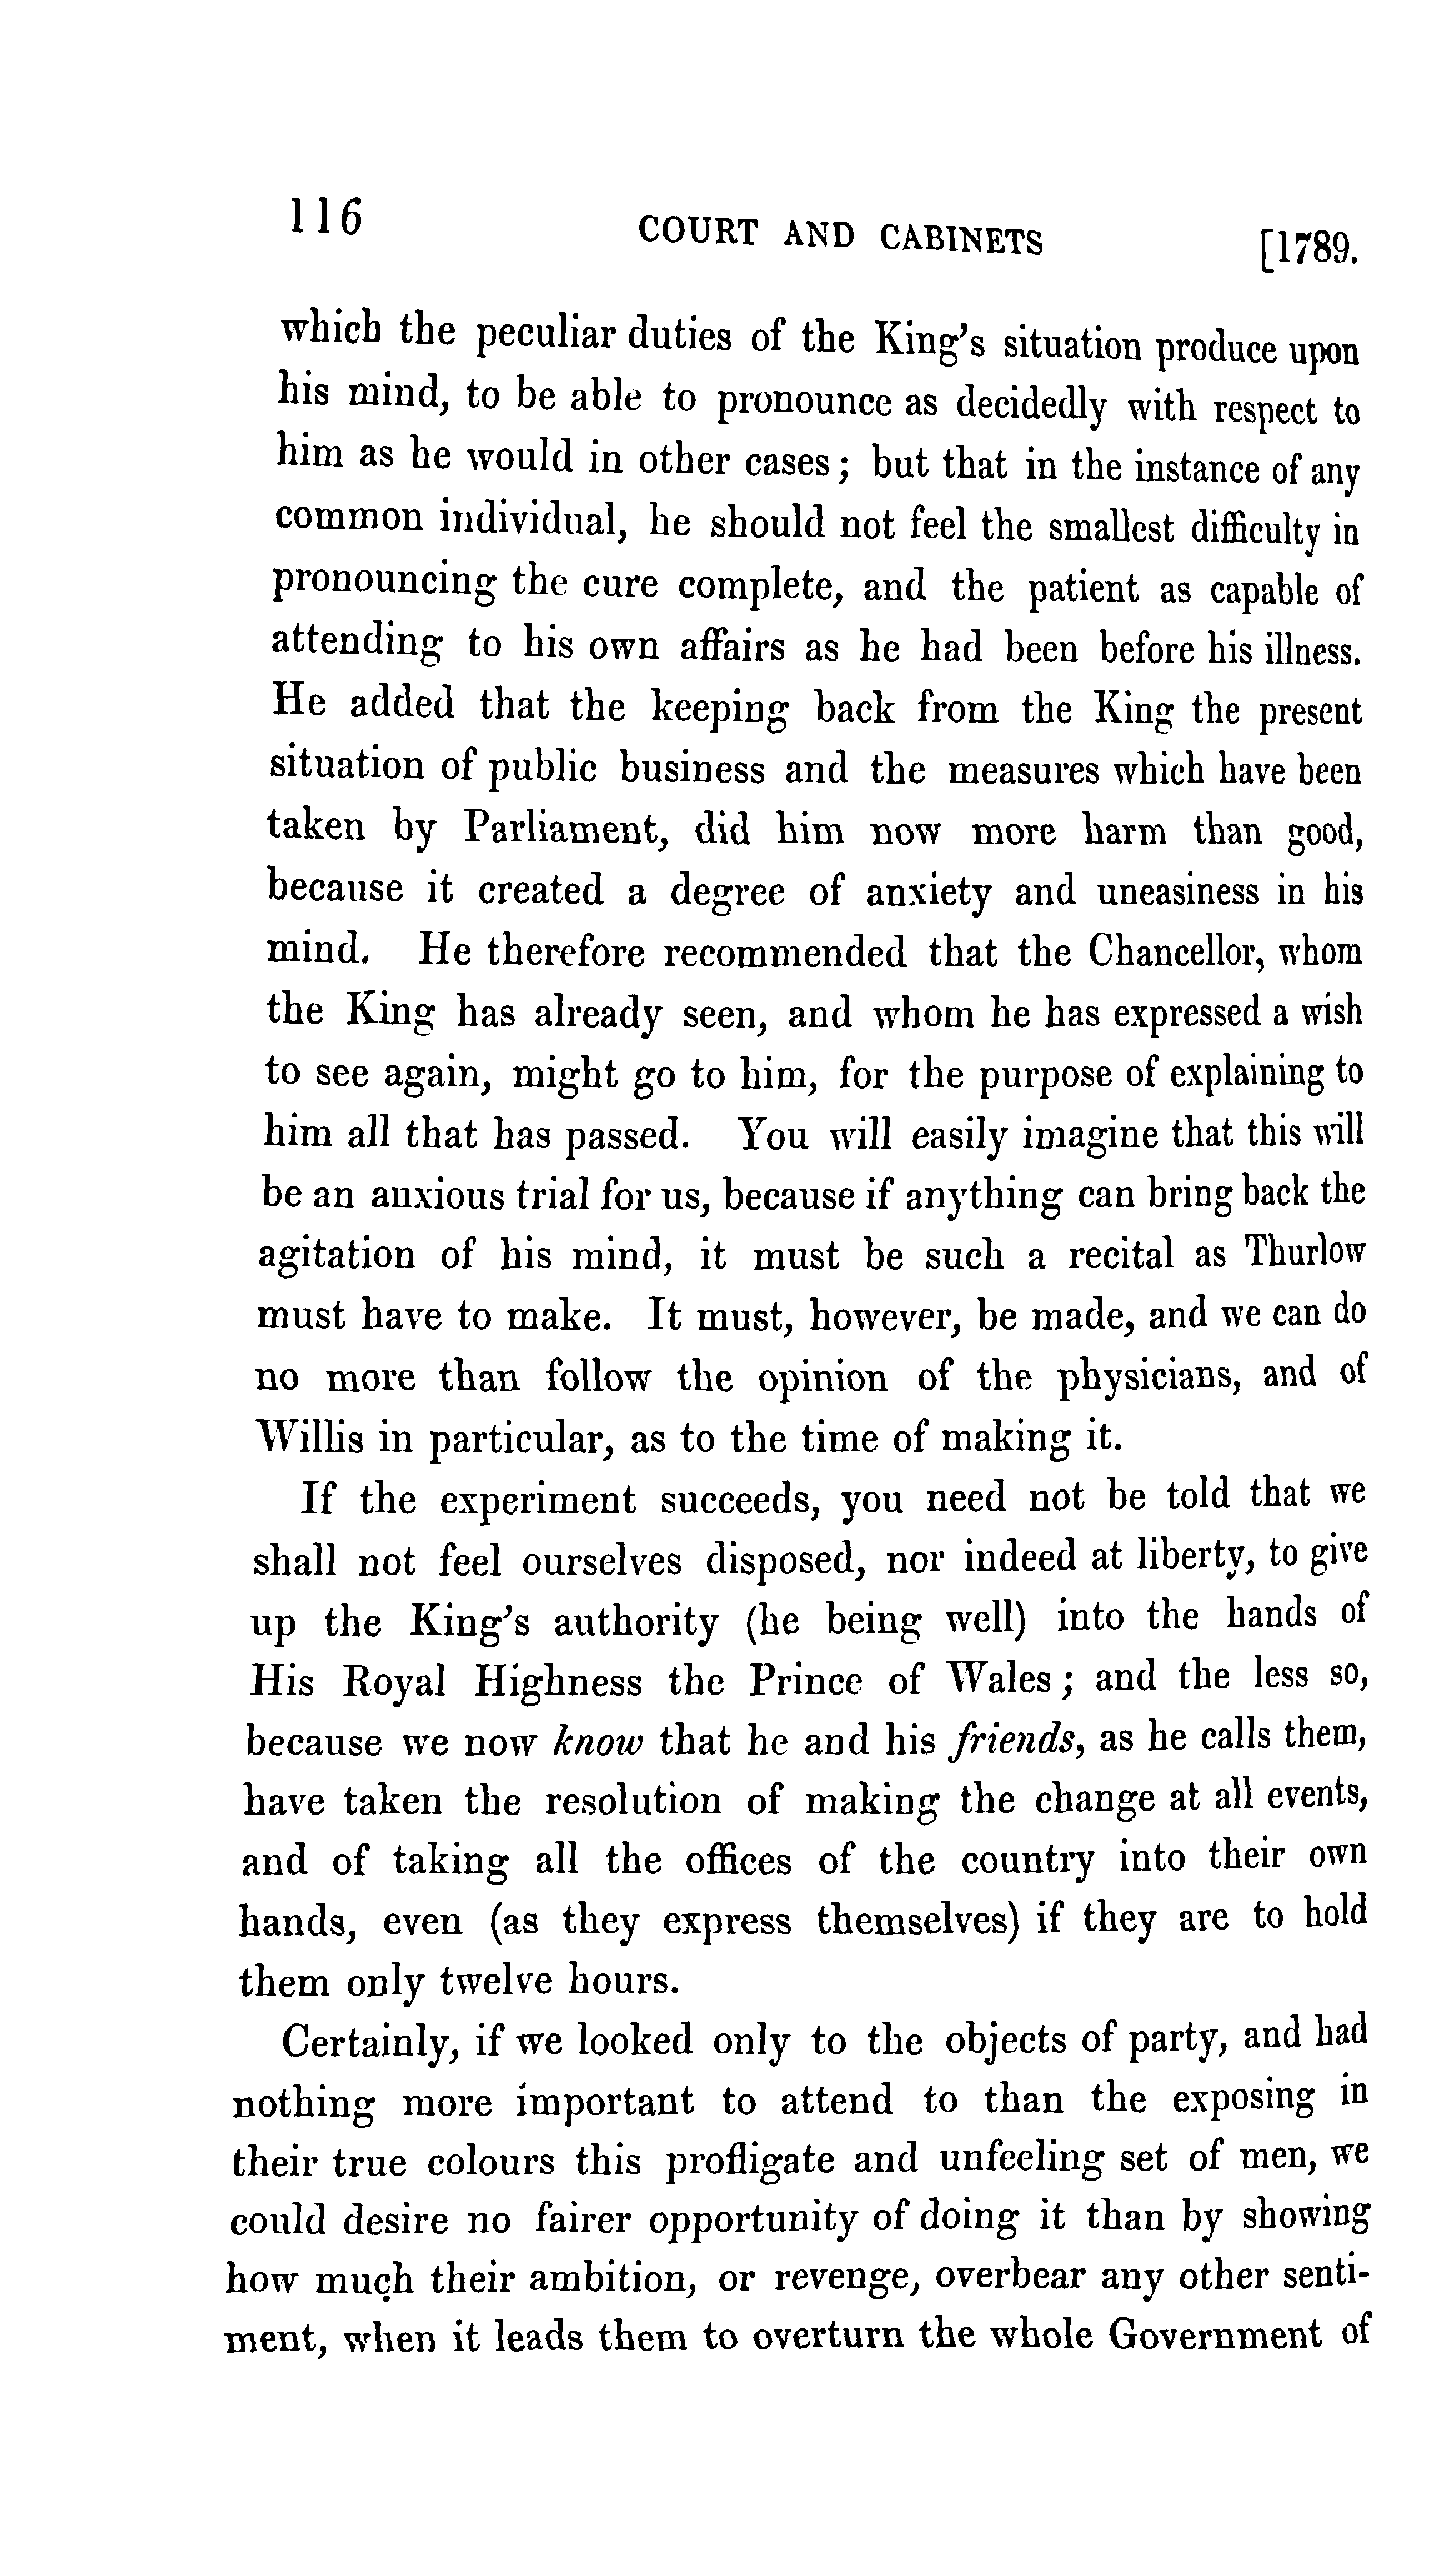 116 COURT AND CABINETS [1789.
which the peculiar duties of the King's situation produce upon
his mind, to be able to pronounce as decidedly with respect to
him as he would in other cases; but that in the instance of any
common individual, he should not feel the smallest difficulty in
pronouncing the cure complete, and the patient as capable of
attending to his own affairs as he had been before his illness.
He added that the keeping back from the King the present
situation of public business and the measures which have been
taken by Parliament, did him now more harm than good,
because it created a degree of anxiety and uneasiness in his
mind. He therefore recommended that the Chancellor, whom
the King has already seen, and whom he has expressed a wish
to see again, might go to him, for the purpose of explaining to
him all that has passed. You will easily imagine that this will
be an anxious trial for us, because if anything can bring back the
agitation of his mind, it must be such a recital as Thurlow
must have to make. It must, however, be made, and we can do
no more than follow the opinion of the physicians, and of
Willis in particular, as to the time of making it.
If the experiment succeeds, you need not be told that we
shall not feel ourselves disposed, nor indeed at liberty, to give
up the King's authority (he being well) into the hands of
His Royal Highness the Prince of Wales; and the less so,
because we now know that he and his friends, as he calls them,
have taken the resolution of making the change at all events,
and of taking all the offices of the country into their own
hands, even (as they express themselves) if they are to hold
them only twelve hours.
Certainly, if we looked only to the objects of party, and had
nothing more important to attend to than the exposing in
their true colours this profligate and unfeeling set of men, we
could desire no fairer opportunity of doing it than by showing
how much their ambition, or revenge, overbear any other senti-
ment, when it leads them to overturn the whole Government of